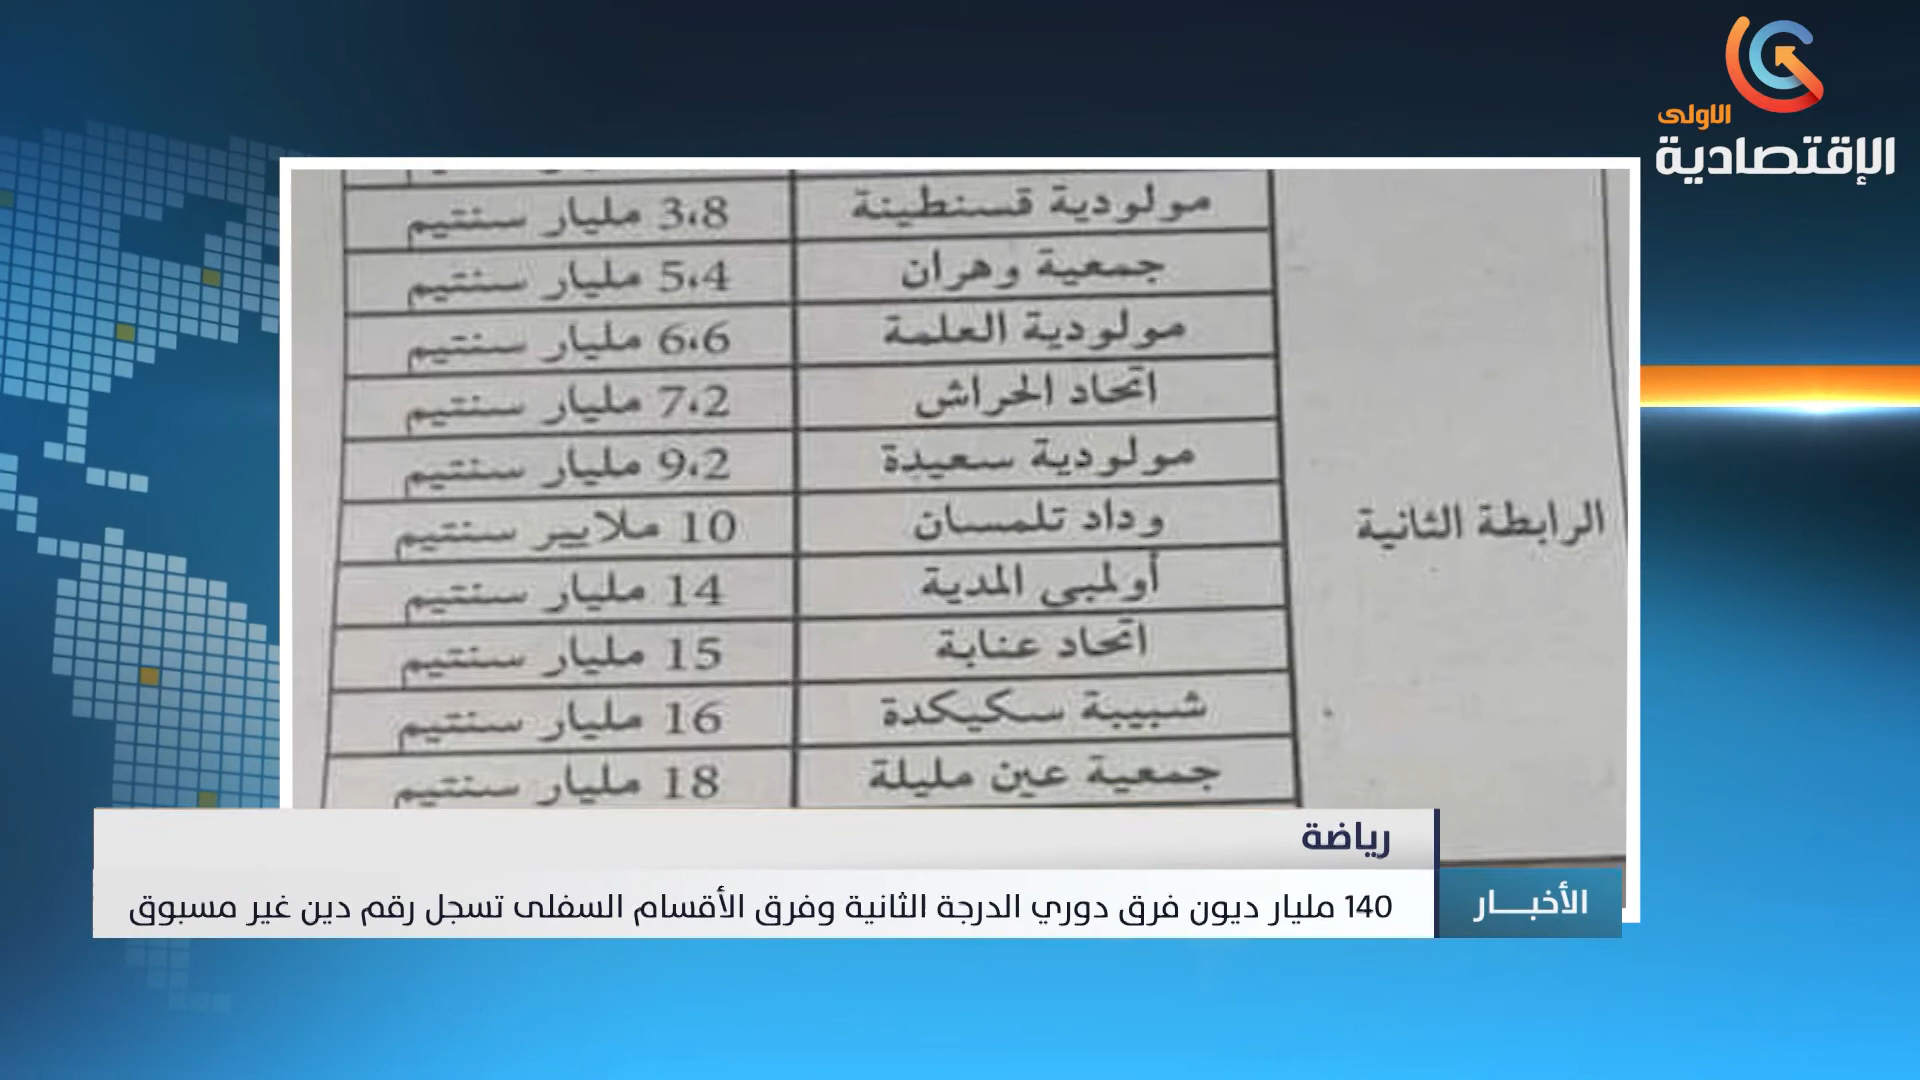 الاولى
الإقتصادية
مولودية قسنطينة 3،8 مليار سنتيم
جمعية وهران 5،4 مليار سنتيم
مولودية العلمة 6،6 مليار سنتيم
اتحاد الحراش 7،2 مليار سنتيم
مولودية سعيدة 9،2 مليار سنتيم
الرابطة الثانية
وداد تلمسان 10 ملايير سنتيم
أولمبي المدية 14 مليار سنتيم
اتحاد عنابة 15 مليار سنتيم
شبيبة سكيكدة 16 مليار سنتيم
جمعية عين مليلة 18 مليار سنتيم
رياضة
الأخبــار
140 مليار ديون فرق دوري الدرجة الثانية وفرق الأقسام السفلى تسجل رقم دين غير مسبوق